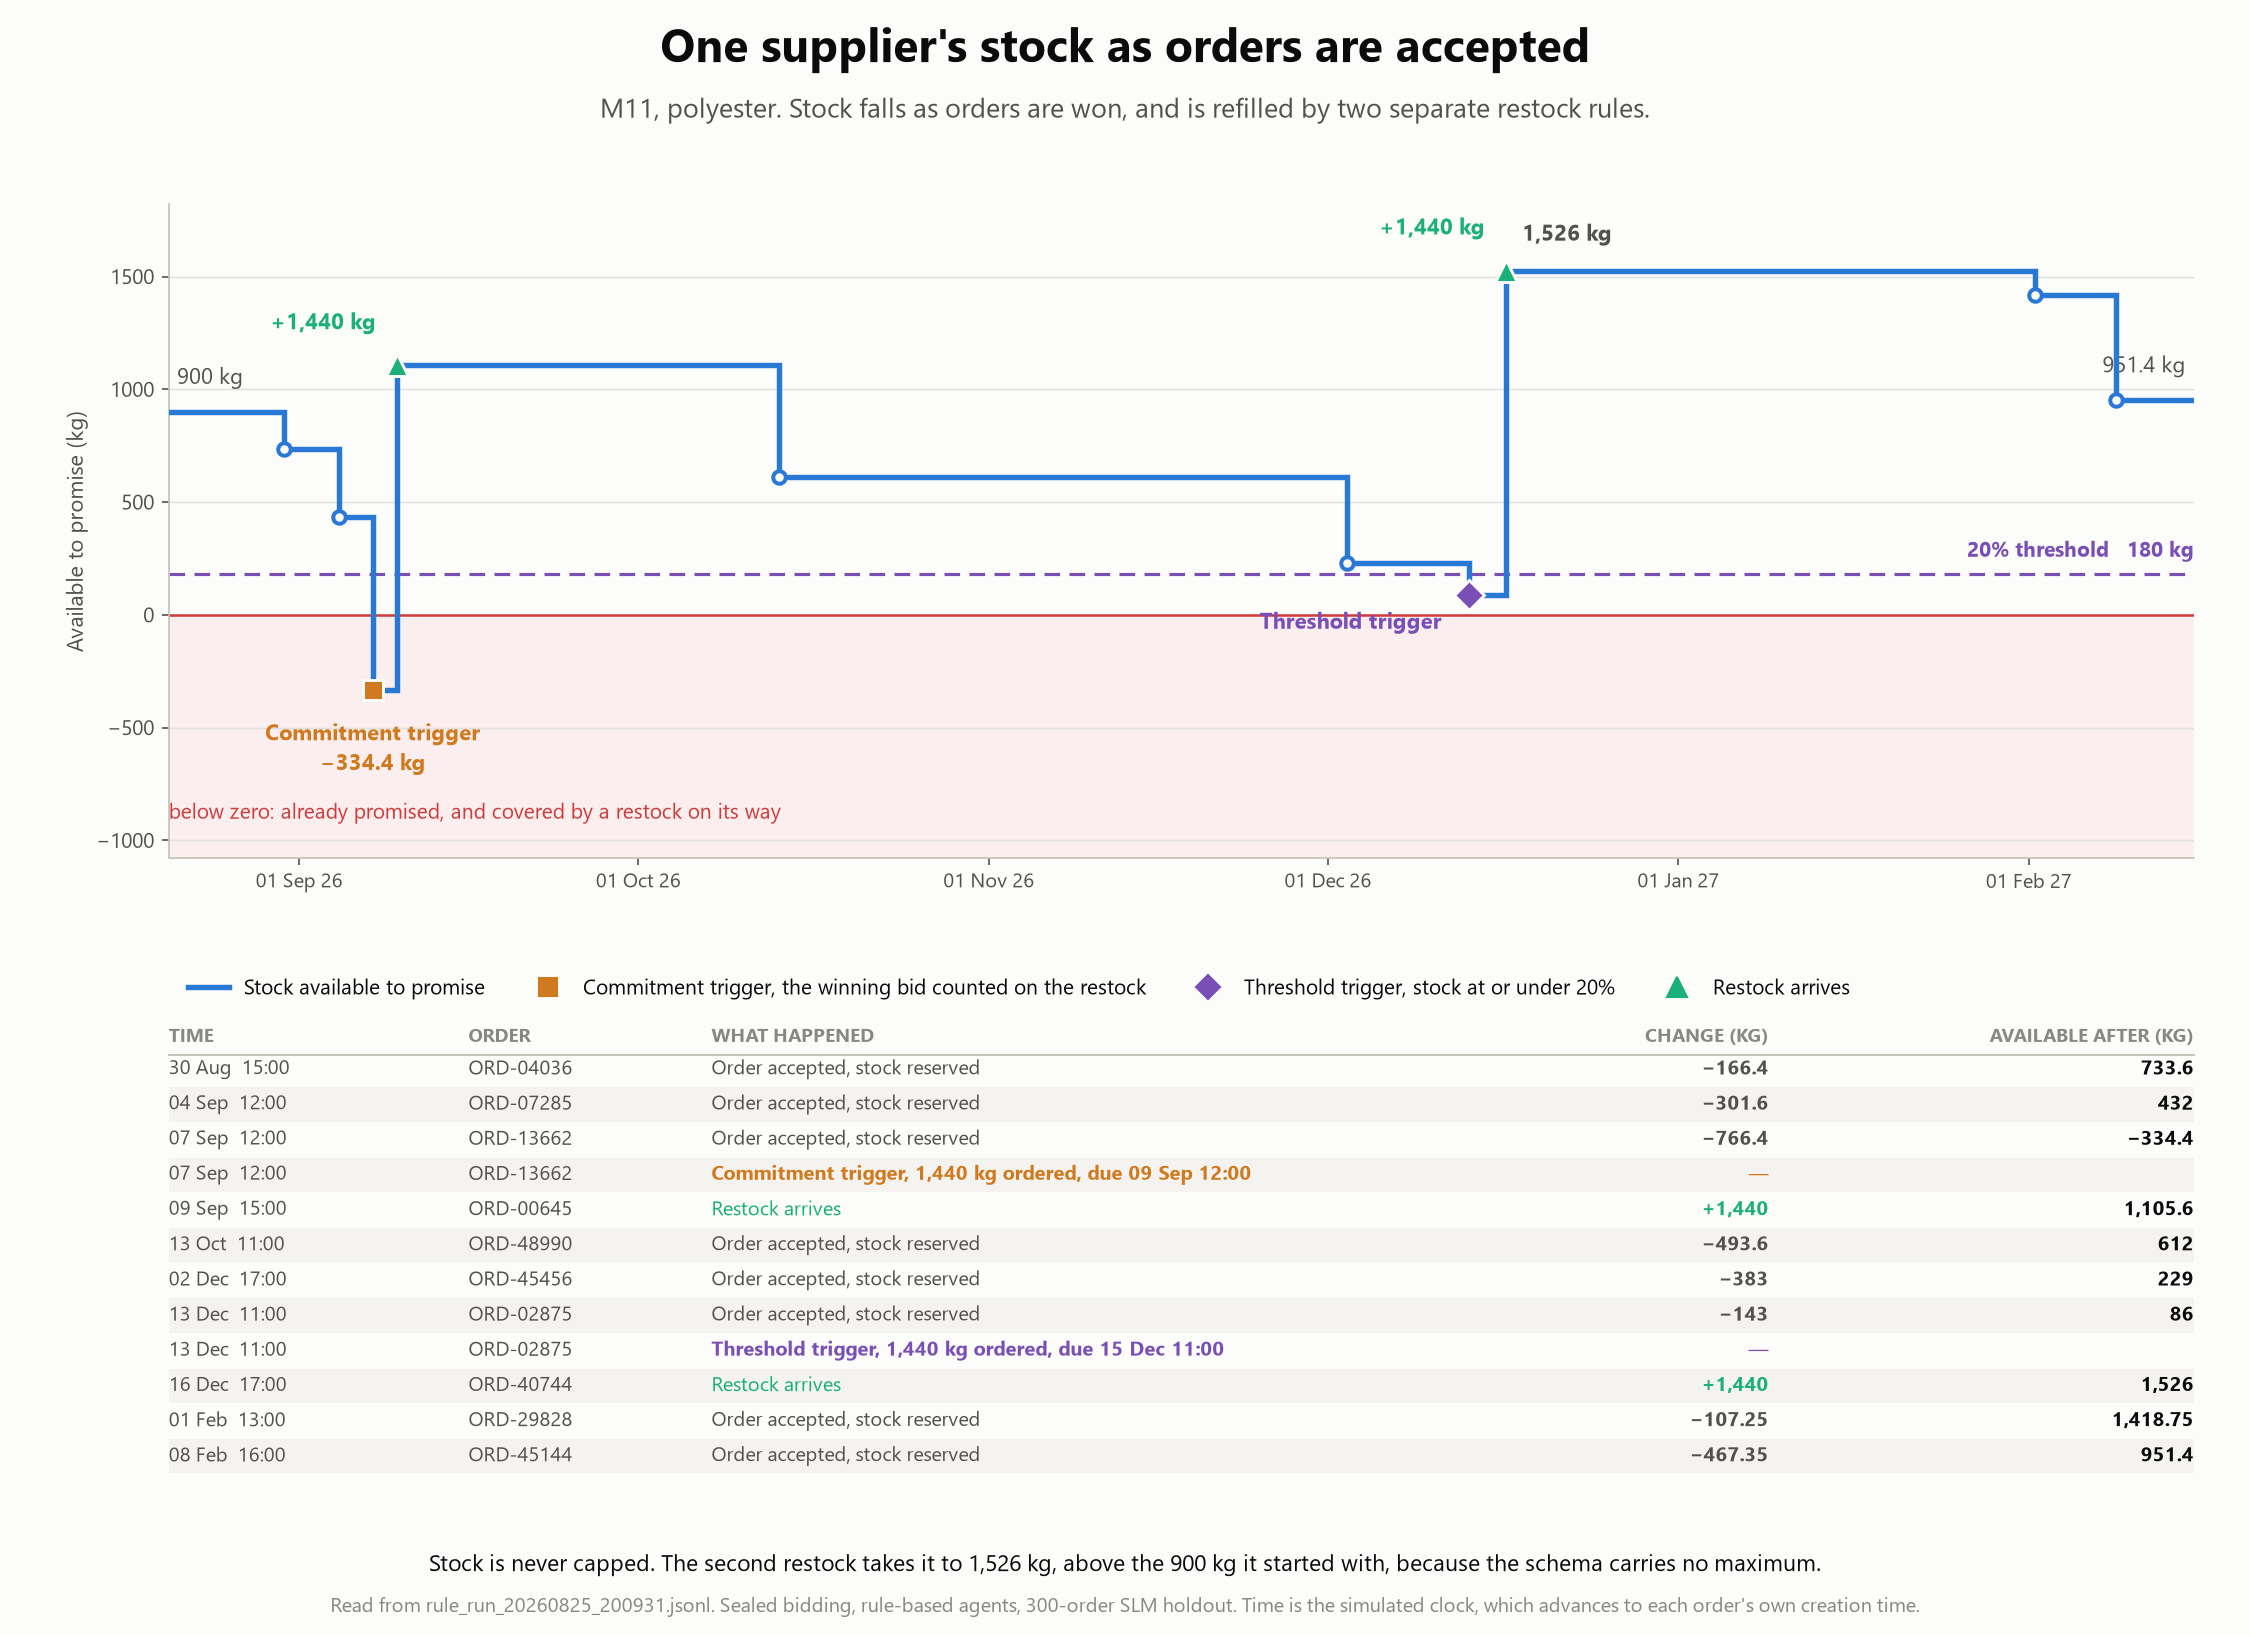 One supplier's stock as orders are accepted
M11, polyester. Stock falls as orders are won, and is refilled by two separate restock rules.
+1,440 kg
1,526 kg
1500
+1,440 kg
900 kg
951.4 kg
1000
Available to promise (kg)
500
20% threshold 180 kg
0
Threshold trigger
−500
Commitment trigger
−334.4 kg
below zero: already promised, and covered by a restock on its way
−1000
01 Sep 26 01 Oct 26 01 Nov 26 01 Dec 26 01 Jan 27 01 Feb 27
Stock available to promise Commitment trigger, the winning bid counted on the restock Threshold trigger, stock at or under 20% Restock arrives
TIME ORDER WHAT HAPPENED CHANGE (KG) AVAILABLE AFTER (KG)
30 Aug 15:00 ORD-04036 Order accepted, stock reserved −166.4 733.6
04 Sep 12:00 ORD-07285 Order accepted, stock reserved −301.6 432
07 Sep 12:00 ORD-13662 Order accepted, stock reserved −766.4 −334.4
07 Sep 12:00 ORD-13662 Commitment trigger, 1,440 kg ordered, due 09 Sep 12:00 —
09 Sep 15:00 ORD-00645 Restock arrives +1,440 1,105.6
13 Oct 11:00 ORD-48990 Order accepted, stock reserved −493.6 612
02 Dec 17:00 ORD-45456 Order accepted, stock reserved −383 229
13 Dec 11:00 ORD-02875 Order accepted, stock reserved −143 86
13 Dec 11:00 ORD-02875 Threshold trigger, 1,440 kg ordered, due 15 Dec 11:00 —
16 Dec 17:00 ORD-40744 Restock arrives +1,440 1,526
01 Feb 13:00 ORD-29828 Order accepted, stock reserved −107.25 1,418.75
08 Feb 16:00 ORD-45144 Order accepted, stock reserved −467.35 951.4
Stock is never capped. The second restock takes it to 1,526 kg, above the 900 kg it started with, because the schema carries no maximum.
Read from rule_run_20260825_200931.jsonl. Sealed bidding, rule-based agents, 300-order SLM holdout. Time is the simulated clock, which advances to each order's own creation time.